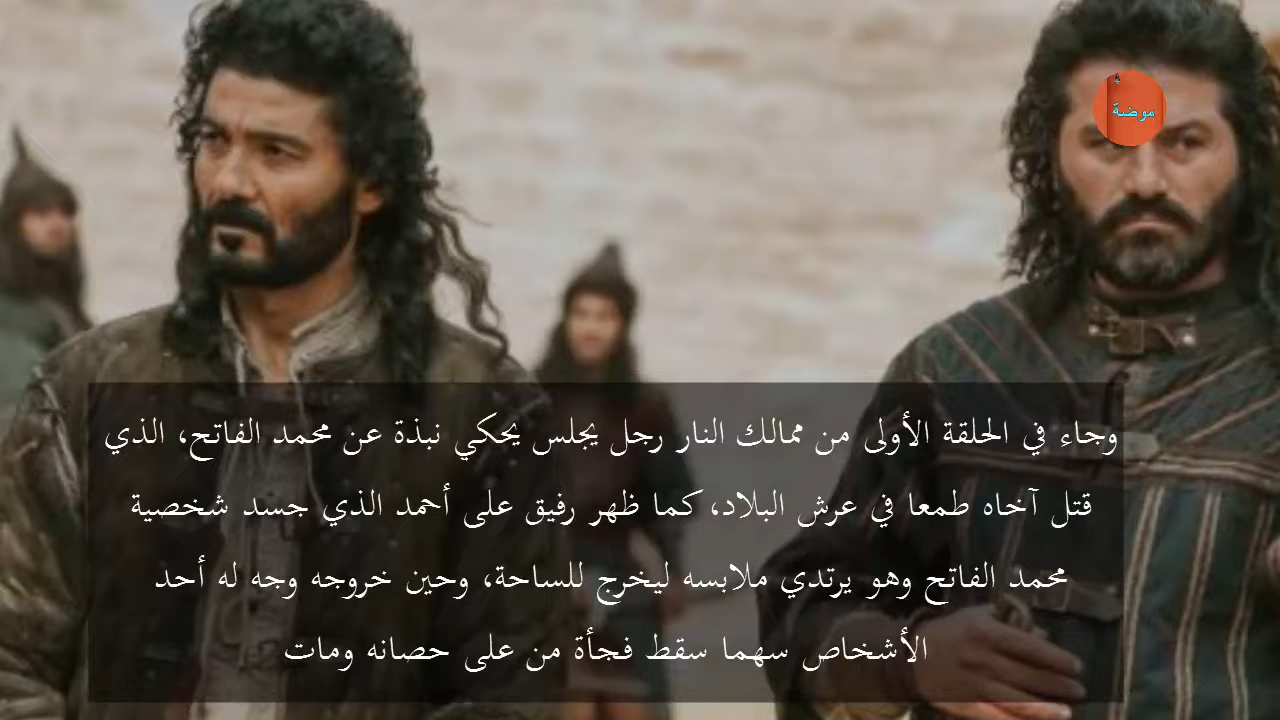 موضة
وجاء في الحلقة الأولى من ممالك النار رجل يجلس يحكي نبذة عن محمد الفاتح، الذي
قتل آخاه طمعا في عرش البلاد، كما ظهر رفيق على أحمد الذي جسد شخصية
محمد الفاتح وهو يرتدي ملابسه ليخرج للساحة، وحين خروجه وجه له أحد
الأشخاص سهما سقط فجأة من على حصانه ومات